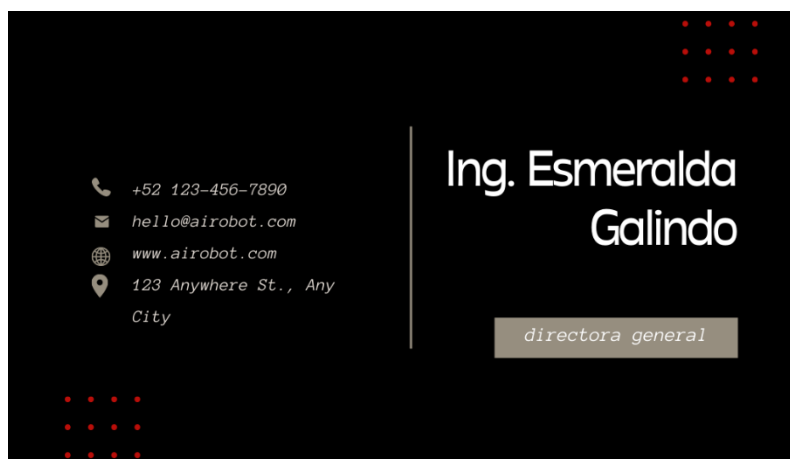 +52 123-456-7890
hello@airobot.com
www.airobot.com
123 Anywhere St., Any
City
Ing. Esmeralda
Galindo
directora general